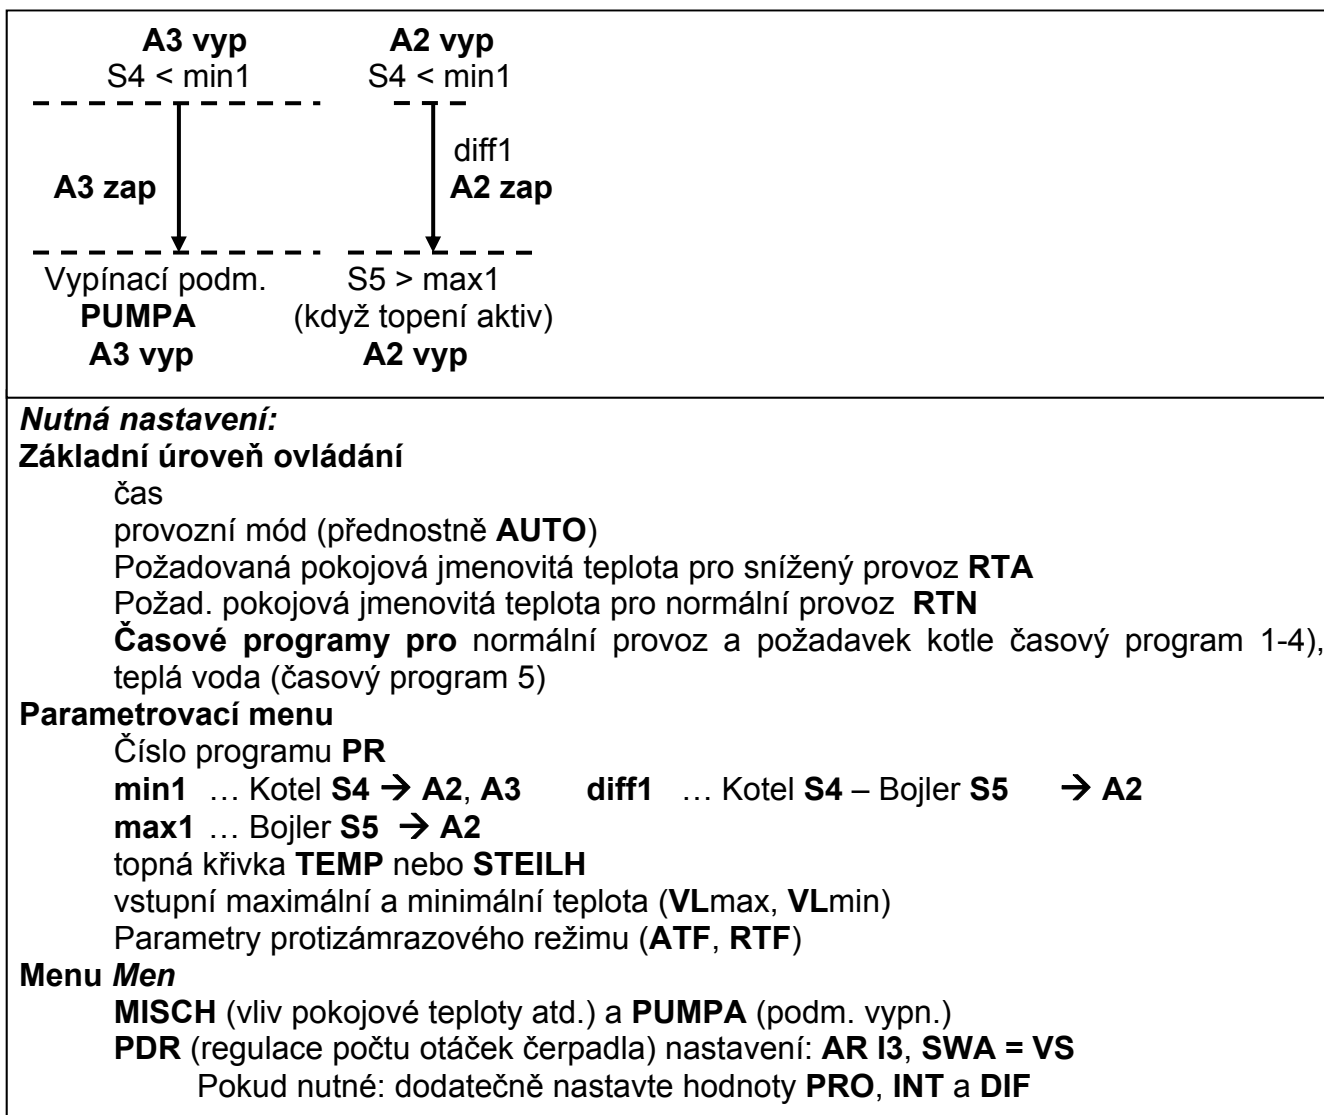 A3 vyp A2 vyp
S4 < min1 S4 < min1
diff1
A3 zap A2 zap
Vypínací podm. S5 > max1
PUMPA (když topení aktiv)
A3 vyp A2 vyp
Nutná nastavení:
Základní úroveň ovládání
čas
provozní mód (přednostně AUTO)
Požadovaná pokojová jmenovitá teplota pro snížený provoz RTA
Požad. pokojová jmenovitá teplota pro normální provoz RTN
Časové programy pro normální provoz a požadavek kotle časový program 1-4),
teplá voda (časový program 5)
Parametrovací menu
Číslo programu PR
min1 … Kotel S4 → A2, A3 diff1 … Kotel S4 – Bojler S5 → A2
max1 … Bojler S5 → A2
topná křivka TEMP nebo STEILH
vstupní maximální a minimální teplota (VLmax, VLmin)
Parametry protizámrazového režimu (ATF, RTF)
Menu Men
MISCH (vliv pokojové teploty atd.) a PUMPA (podm. vypn.)
PDR (regulace počtu otáček čerpadla) nastavení: AR I3, SWA = VS
Pokud nutné: dodatečně nastavte hodnoty PRO, INT a DIF